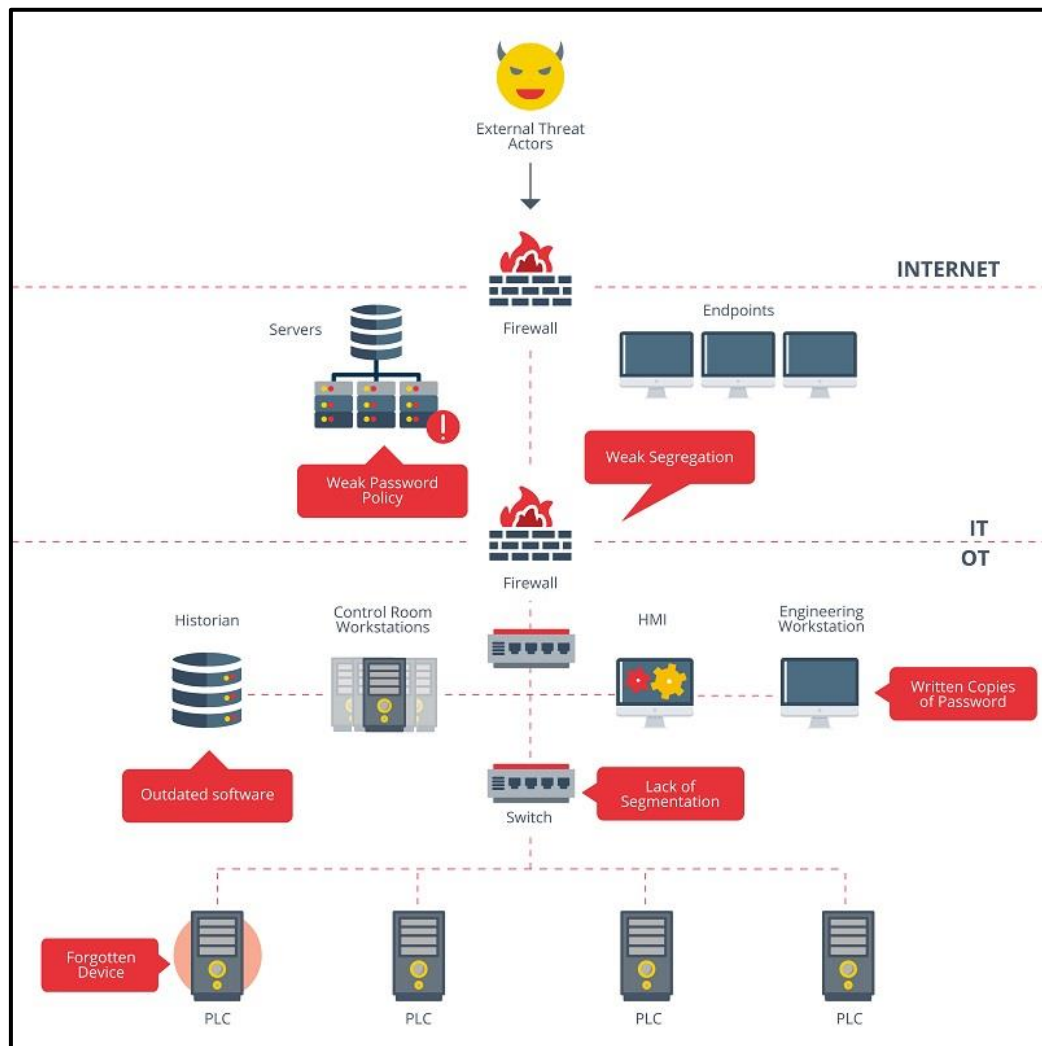 External Threat
Actors
INTERNET
Firewall
Servers
Endpoints
Weak Password
Policy
Weak Segregation
IT
OT
Firewall
Historian
Control Room
Workstations
HMI
Engineering
Workstation
Written Copies
of Password
Outdated software
Lack of
Segmentation
Switch
Forgotten
Device
PLC
PLC
PLC
PLC